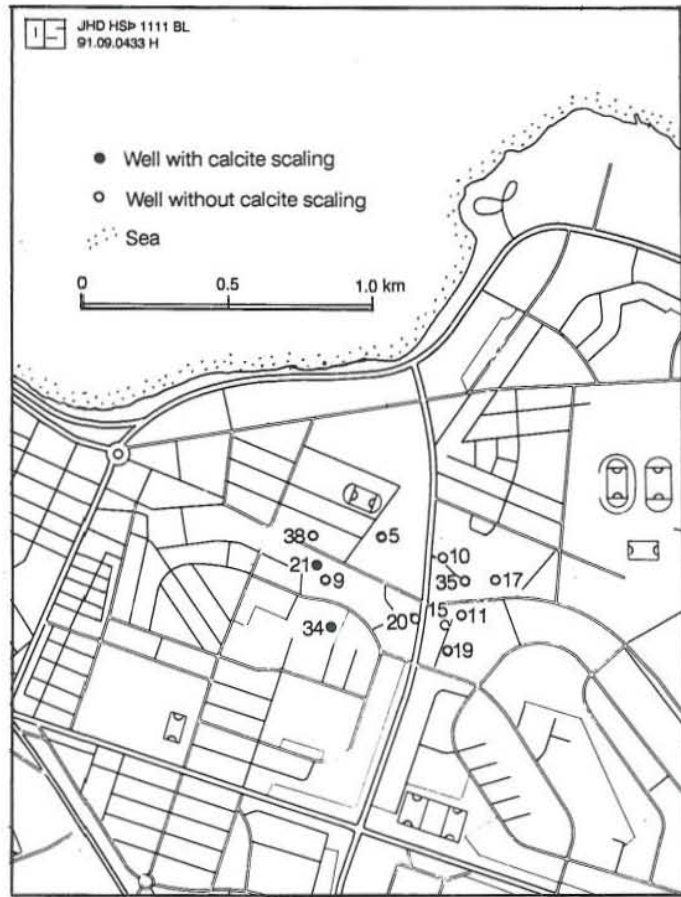 JHD HSÞ 1111 BL
91.09.0433 H
Well with calcite scaling
Well without calcite scaling
Sea
0 0.5 1.0 km
38 5
21 10
9 35 17
34 20 15 11
19